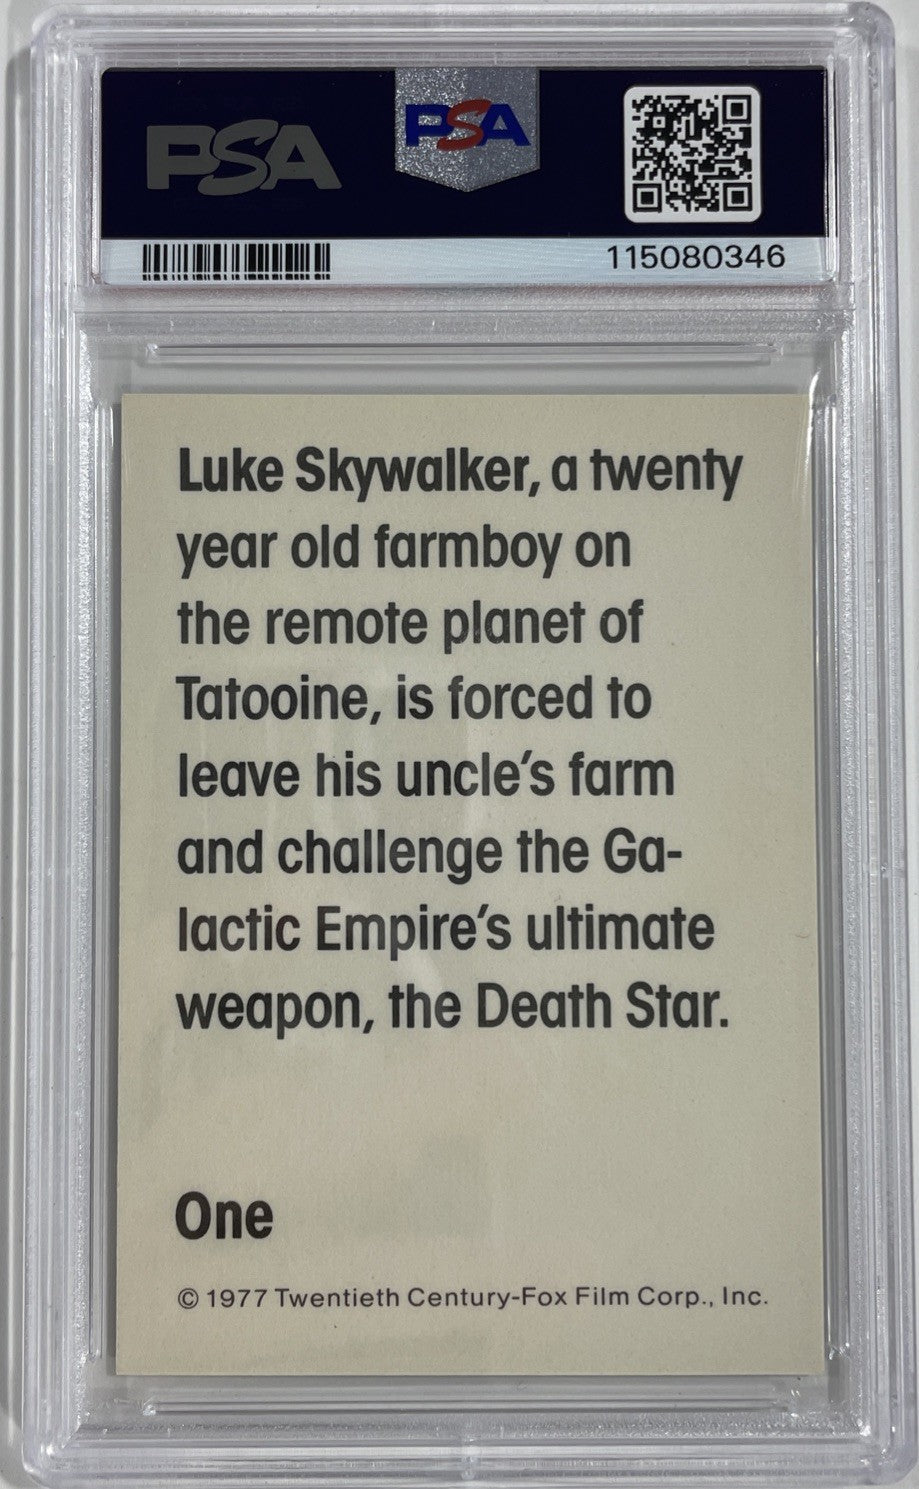 PSA PSA
115080346
Luke Skywalker, a twenty
year old farmboy on
the remote planet of
Tatooine, is forced to
leave his uncle's farm
and challenge the Ga-
lactic Empire's ultimate
weapon, the Death Star.
One
© 1977 Twentieth Century-Fox Film Corp., Inc.